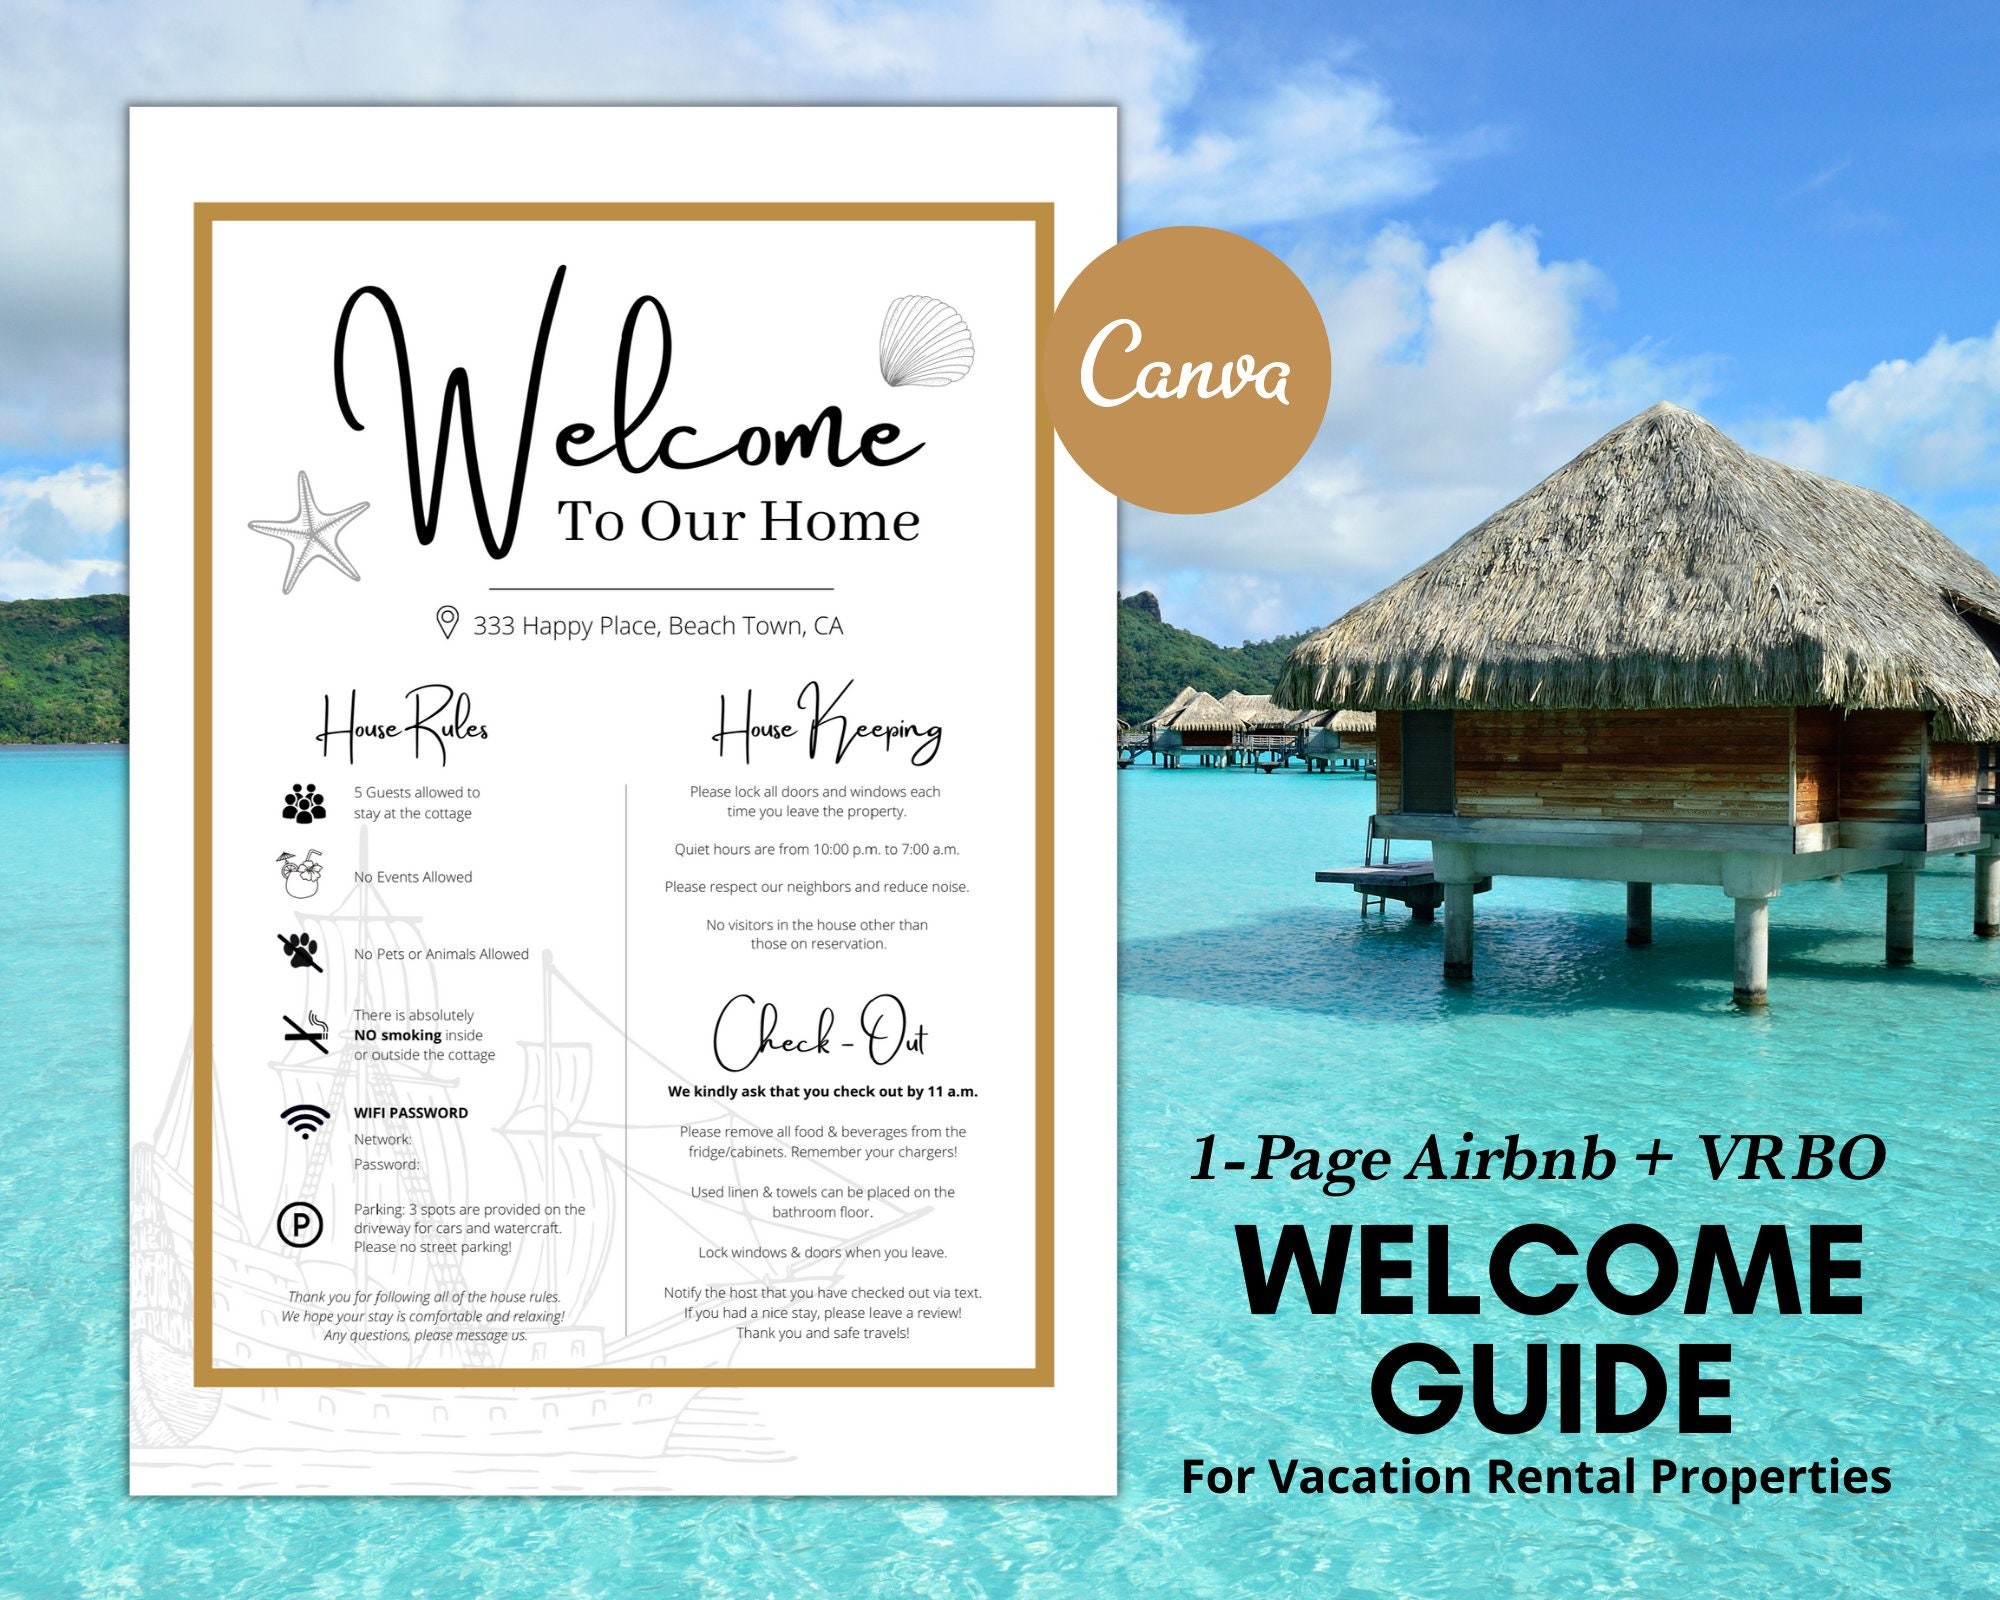 Welcome
To Our Home
333 Happy Place, Beach Town, CA
House Rules
5 Guests allowed to
stay at the cottage
No Events Allowed
No Pets or Animals Allowed
There is absolutely
NO smoking inside
or outside the cottage
WIFI PASSWORD
Network:
Password:
P
Parking: 3 spots are provided on the
driveway for cars and watercraft.
Please no street parking!
Thank you for following all of the house rules.
We hope your stay is comfortable and relaxing!
Any questions, please message us.
House Keeping
Please lock all doors and windows each
time you leave the property.
Quiet hours are from 10:00 p.m. to 7:00 a.m.
Please respect our neighbors and reduce noise.
No visitors in the house other than
those on reservation.
Check-Out
We kindly ask that you check out by 11 a.m.
Please remove all food & beverages from the
fridge/cabinets. Remember your chargers!
Used linen & towels can be placed on the
bathroom floor.
Lock windows & doors when you leave.
Notify the host that you have checked out via text.
If you had a nice stay, please leave a review!
Thank you and safe travels!
Canva
1-Page Airbnb + VRBO
WELCOME
GUIDE
For Vacation Rental Properties